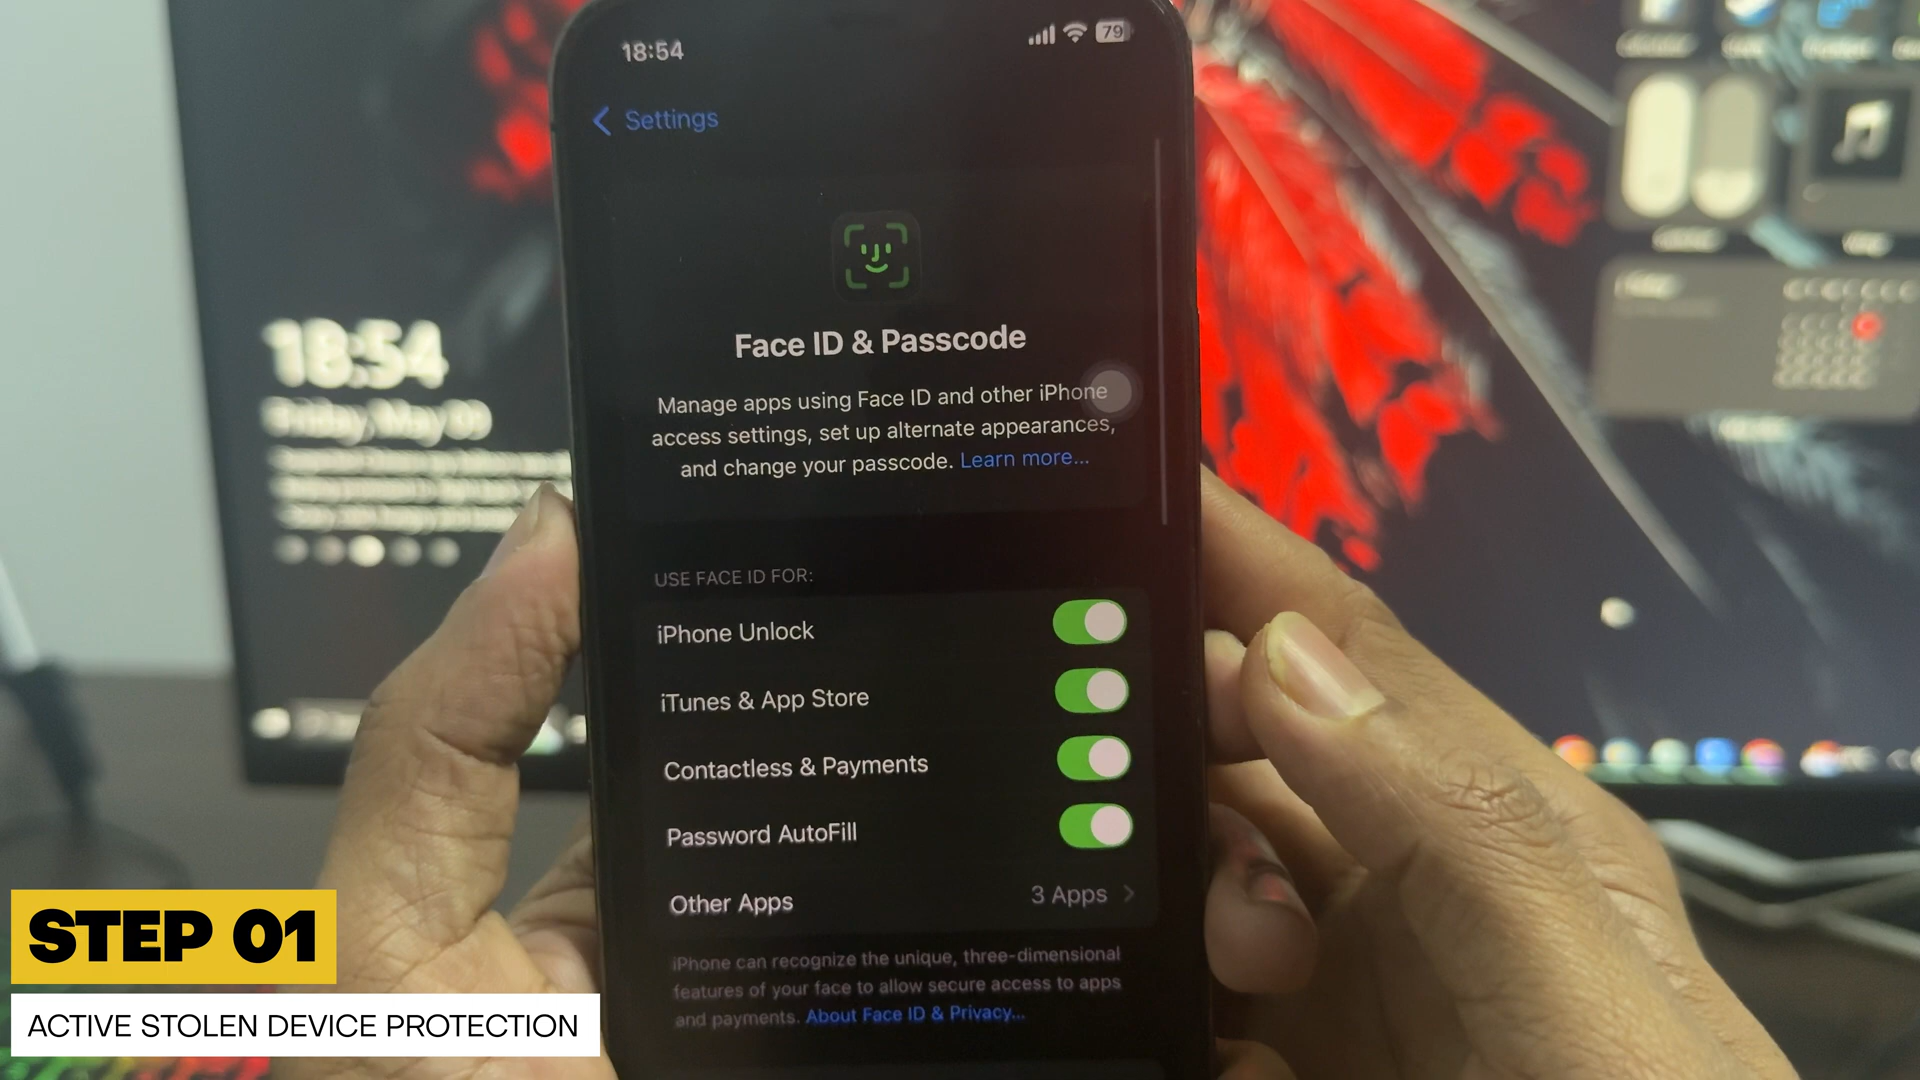 18:54
79
Settings
Face ID & Passcode
Manage apps using Face ID and other iPhone
access settings, set up alternate appearances,
and change your passcode. Learn more...
USE FACE ID FOR:
iPhone Unlock
iTunes & App Store
Contactless & Payments
Password AutoFill
Other Apps
3 Apps
iPhone can recognize the unique, three-dimensional
features of your face to allow secure access to apps
and payments. About Face ID & Privacy...
18:54
Friday, May 09
STEP 01
ACTIVE STOLEN DEVICE PROTECTION